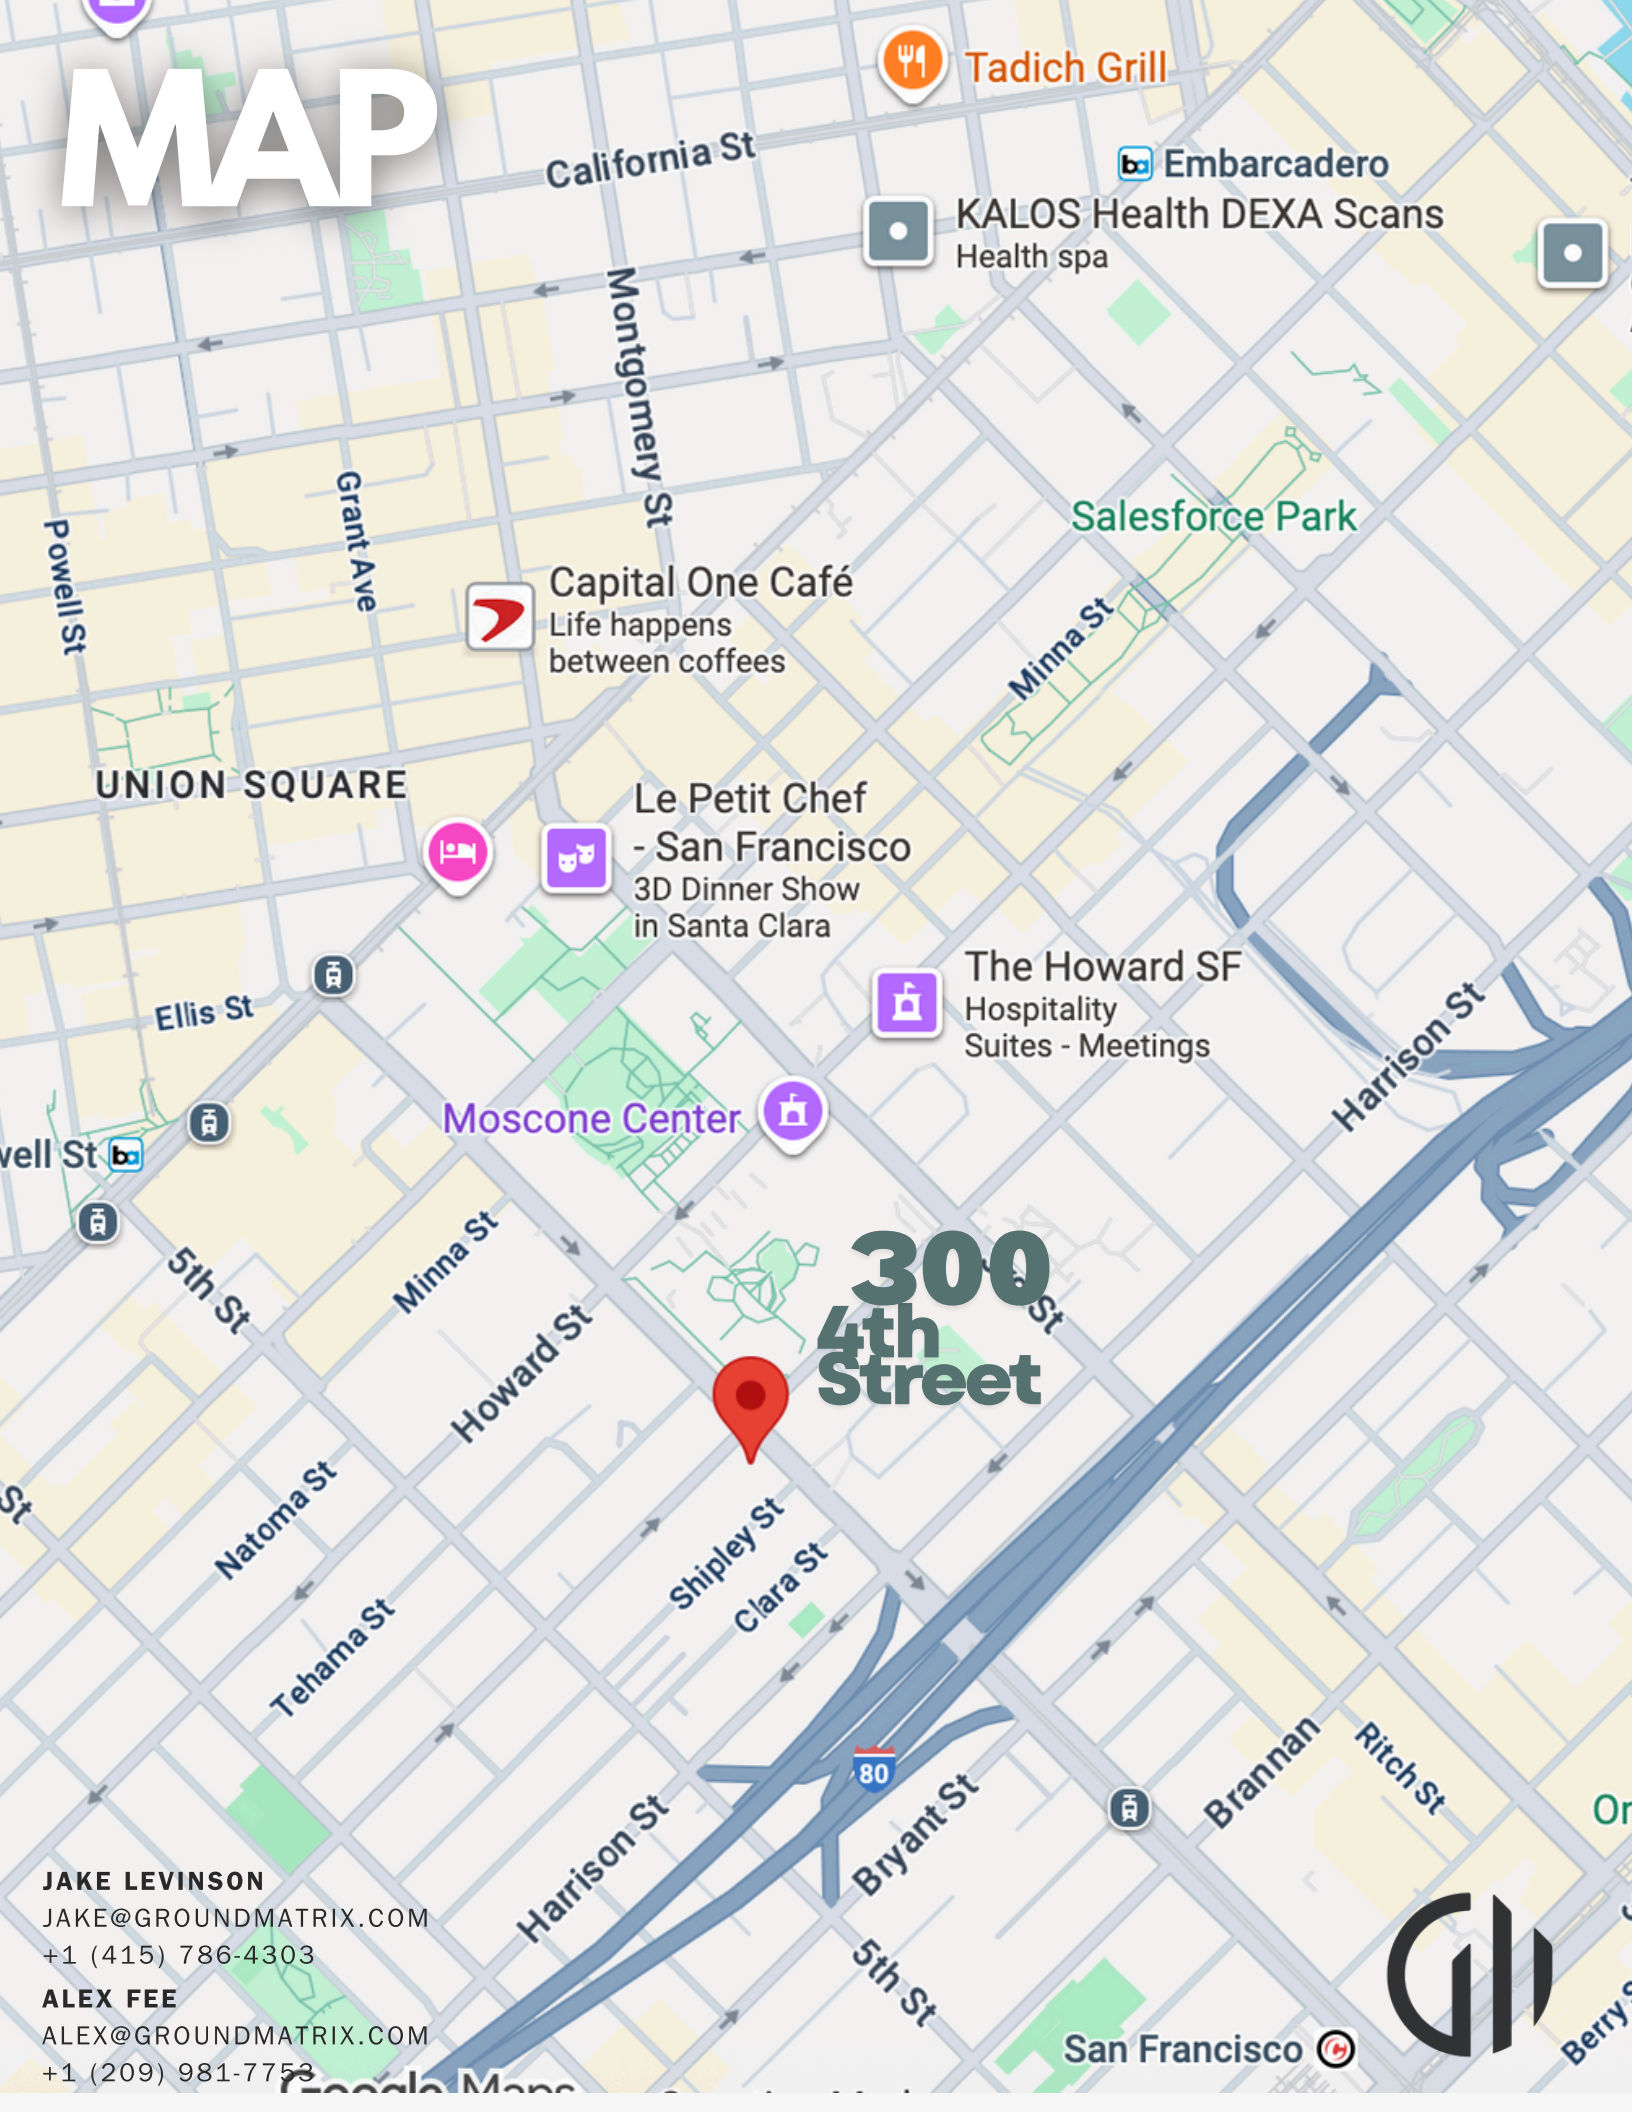 MAP
Tadich Grill
California St
Embarcadero
KALOS Health DEXA Scans
Health spa
Montgomery St
Grant Ave
Powell St
Salesforce Park
Capital One Café
Life happens
between coffees
Minna St
UNION SQUARE
Le Petit Chef
- San Francisco
3D Dinner Show
in Santa Clara
The Howard SF
Hospitality
Suites - Meetings
Ellis St
Harrison St
Moscone Center
well St
5th St
Minna St
Howard St
300
4th
Street
St
St
Natoma St
Shipley St
Clara St
Tehama St
80
Harrison St
Bryant St
Brannan
Ritch St
5th St
San Francisco
JAKE LEVINSON
JAKE@GROUNDMATRIX.COM
+1 (415) 786-4303
ALEX FEE
ALEX@GROUNDMATRIX.COM
+1 (209) 981-7753
Google Maps
Berry S